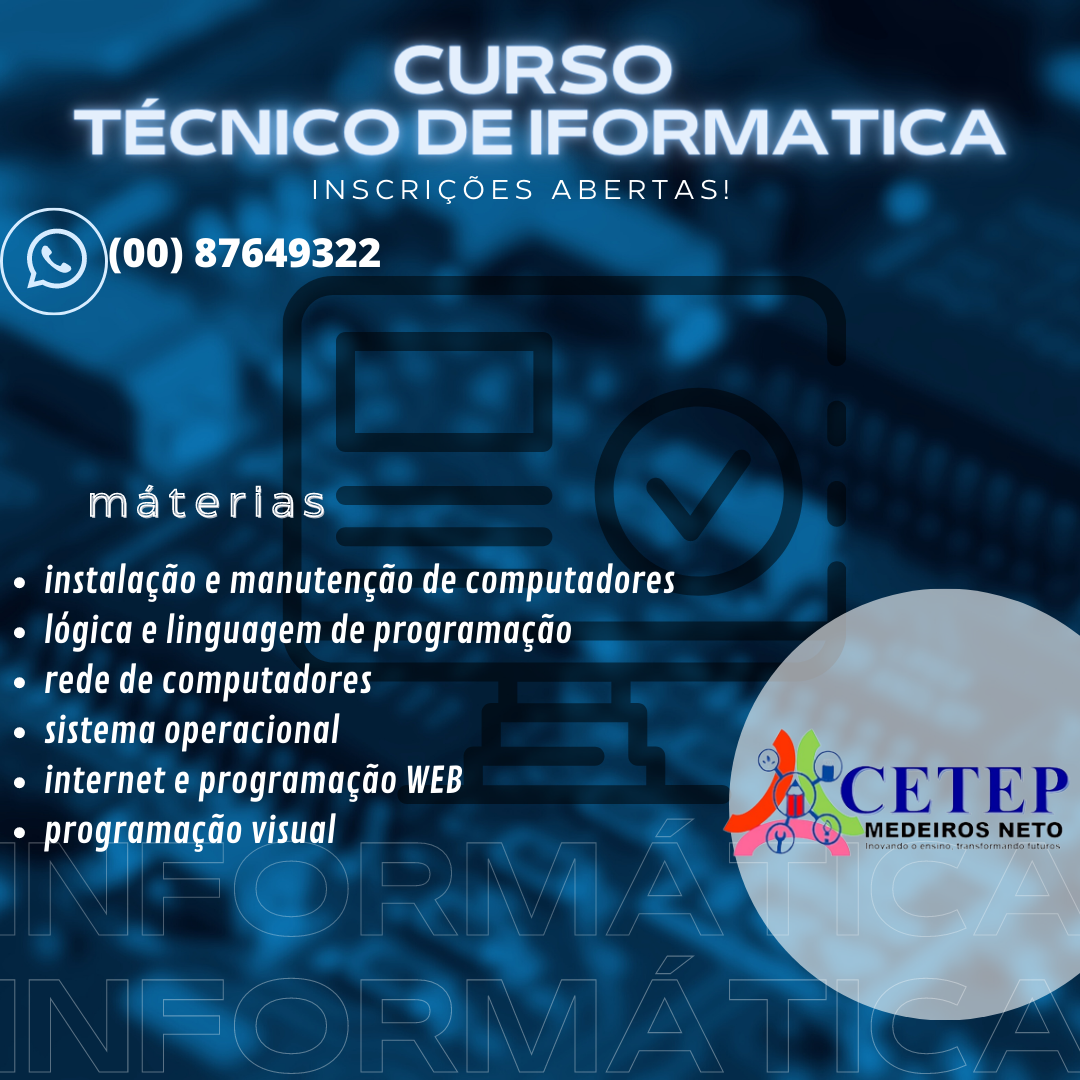 CURSO
TÉCNICO DE IFORMATICA
INSCRIÇÕES ABERTAS!
(00) 87649322
máterias
instalação e manutenção de computadores
lógica e linguagem de programação
rede de computadores
sistema operacional
internet e programação WEB
programação visual
CETEP
MEDEIROS NETO
Inovando o ensino, transformando futuros
INFORMÁTICA
INFORMÁTICA